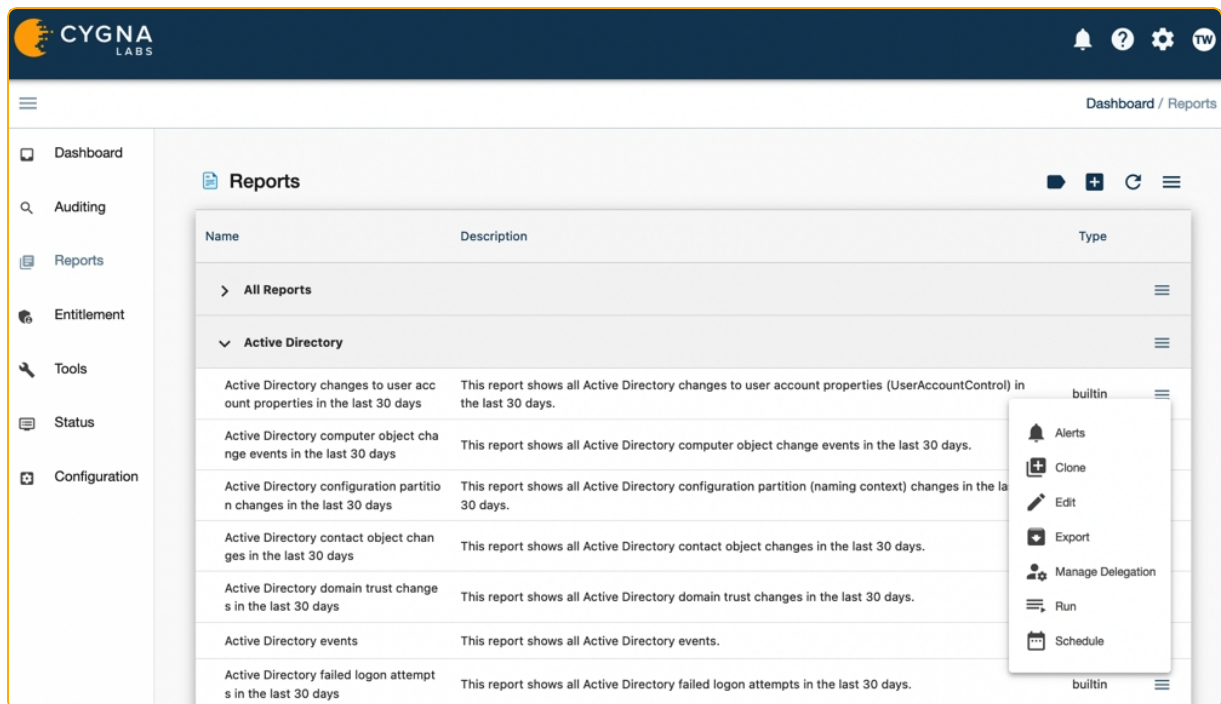 CYGNA
LABS
TW
Dashboard / Reports
Dashboard
Auditing
Reports
Entitlement
Tools
Status
Configuration
Reports
Name Description Type
All Reports
Active Directory
Active Directory changes to user acc
ount properties in the last 30 days
This report shows all Active Directory changes to user account properties (UserAccountControl) in
the last 30 days.
builtin
Active Directory computer object cha
nge events in the last 30 days
This report shows all Active Directory computer object change events in the last 30 days.
Active Directory configuration partitio
n changes in the last 30 days
This report shows all Active Directory configuration partition (naming context) changes in the la
30 days.
Active Directory contact object chan
ges in the last 30 days
This report shows all Active Directory contact object changes in the last 30 days.
Active Directory domain trust change
s in the last 30 days
This report shows all Active Directory domain trust changes in the last 30 days.
Active Directory events
This report shows all Active Directory events.
Active Directory failed logon attempt
s in the last 30 days
This report shows all Active Directory failed logon attempts in the last 30 days.
builtin
Alerts
Clone
Edit
Export
Manage Delegation
Run
Schedule